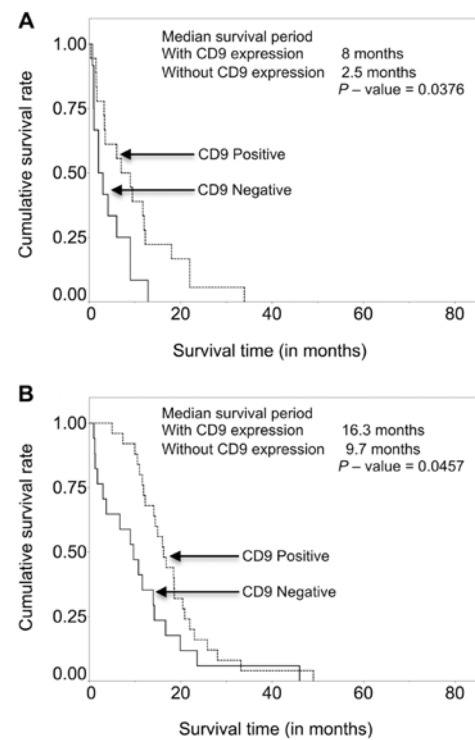 A
Median survival period
With CD9 expression 8 months
Without CD9 expression 2.5 months
P – value = 0.0376
1.00
0.75
0.50
0.25
0.00
CD9 Positive
CD9 Negative
0 20 40 60 80
Cumulative survival rate
Survival time (in months)
B
Median survival period
With CD9 expression 16.3 months
Without CD9 expression 9.7 months
P – value = 0.0457
1.00
0.75
0.50
0.25
0.00
CD9 Positive
CD9 Negative
0 20 40 60 80
Cumulative survival rate
Survival time (in months)